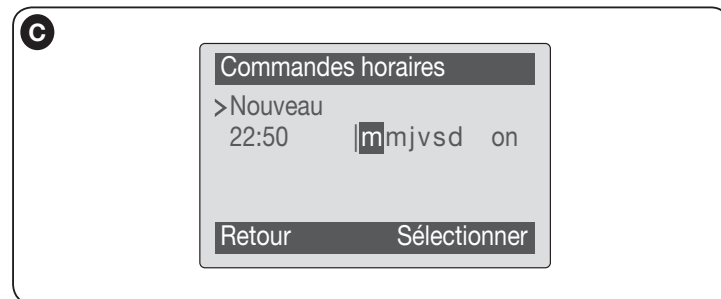 C
Commandes horaires
>Nouveau
22:50 |mmjvsd on
Retour Sélectionner